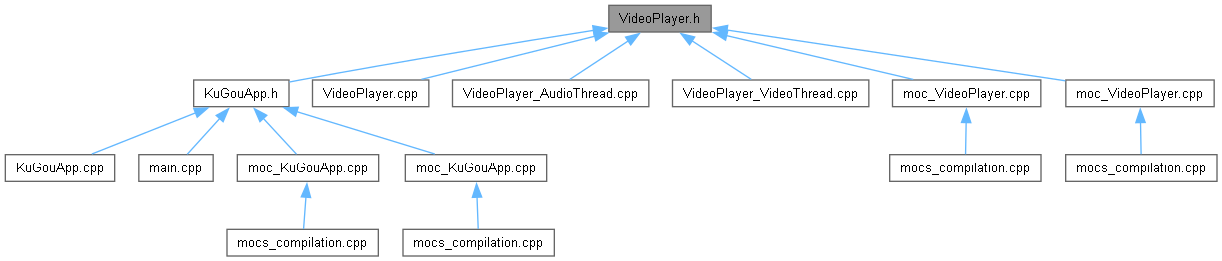 VideoPlayer.h
KuGouApp.h
VideoPlayer.cpp
VideoPlayer_AudioThread.cpp
VideoPlayer_VideoThread.cpp
moc_VideoPlayer.cpp
moc_VideoPlayer.cpp
KuGouApp.cpp
main.cpp
moc_KuGouApp.cpp
moc_KuGouApp.cpp
mocs_compilation.cpp
mocs_compilation.cpp
mocs_compilation.cpp
mocs_compilation.cpp